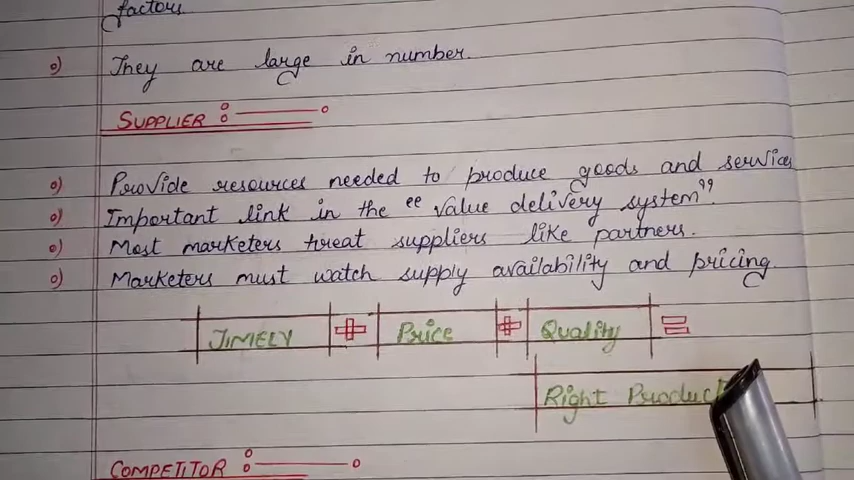 factors
o) They are large in number.
SUPPLIER :
o) Provide resources needed to produce goods and services
o) Important link in the "value delivery system".
o) Most marketers treat suppliers like partners.
o) Marketers must watch supply availability and pricing.
TIMELY + Price + Quality =
Right Product
COMPETITOR :